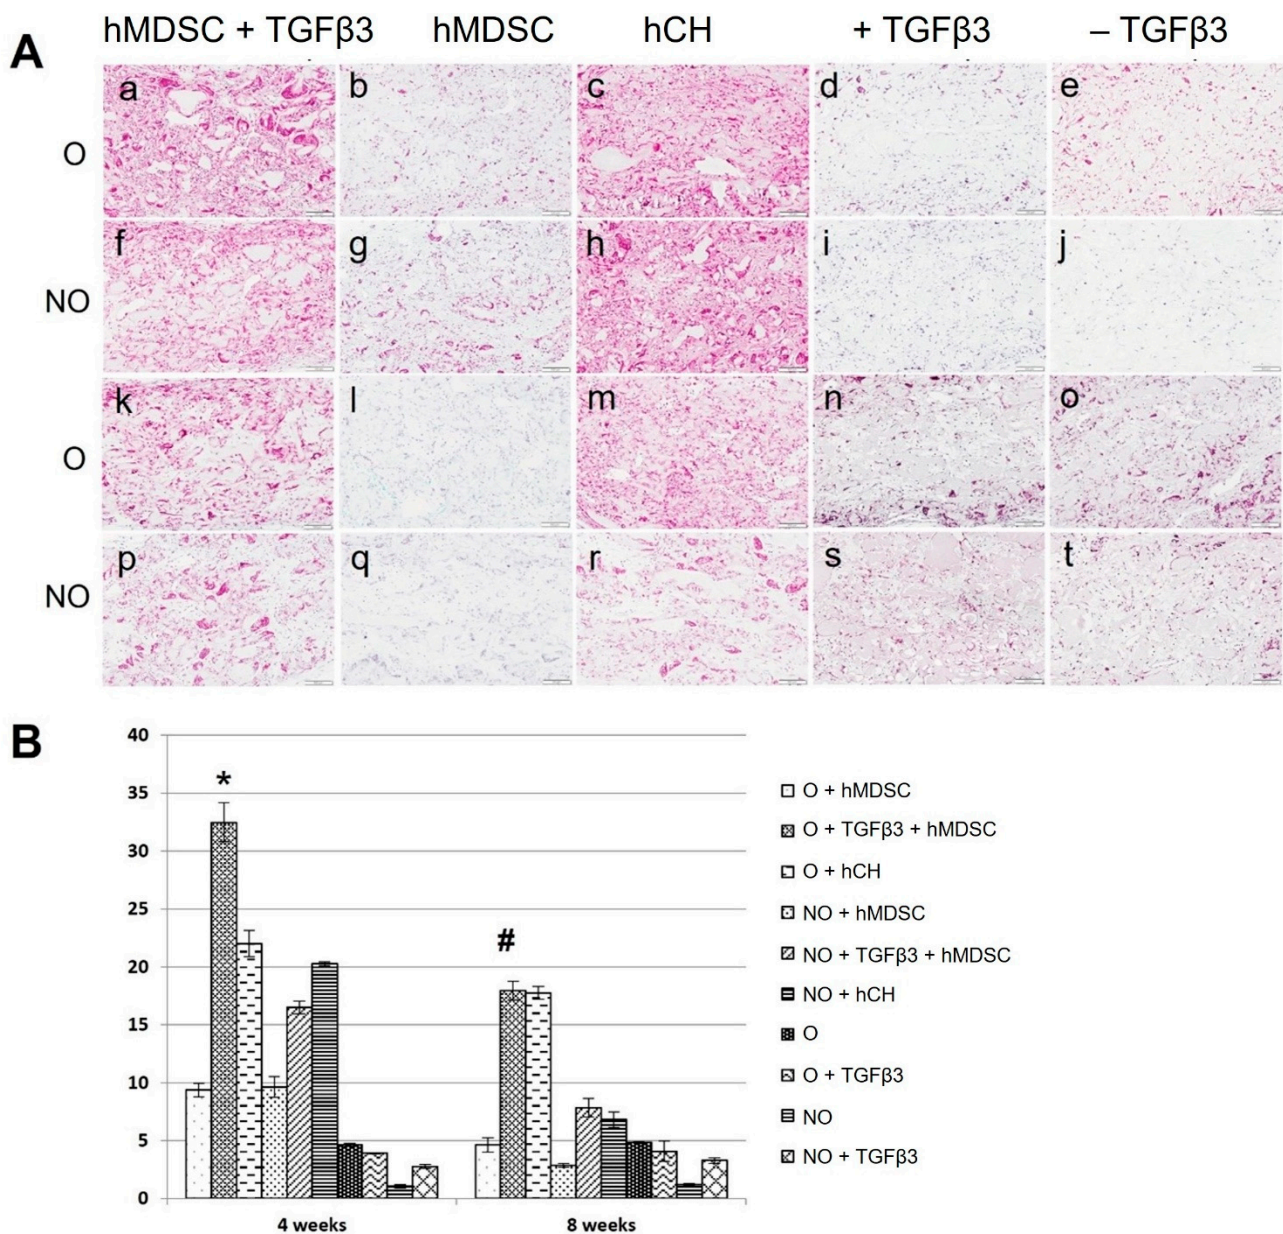 A
hMDSC + TGFβ3 hMDSC hCH + TGFβ3 – TGFβ3
O
a b c d e
NO
f g h i j
O
k l m n o
NO
p q r s t
B
40
35
30
25
20
15
10
5
0
*
#
4 weeks 8 weeks
O + hMDSC
O + TGFβ3 + hMDSC
O + hCH
NO + hMDSC
NO + TGFβ3 + hMDSC
NO + hCH
O
O + TGFβ3
NO
NO + TGFβ3